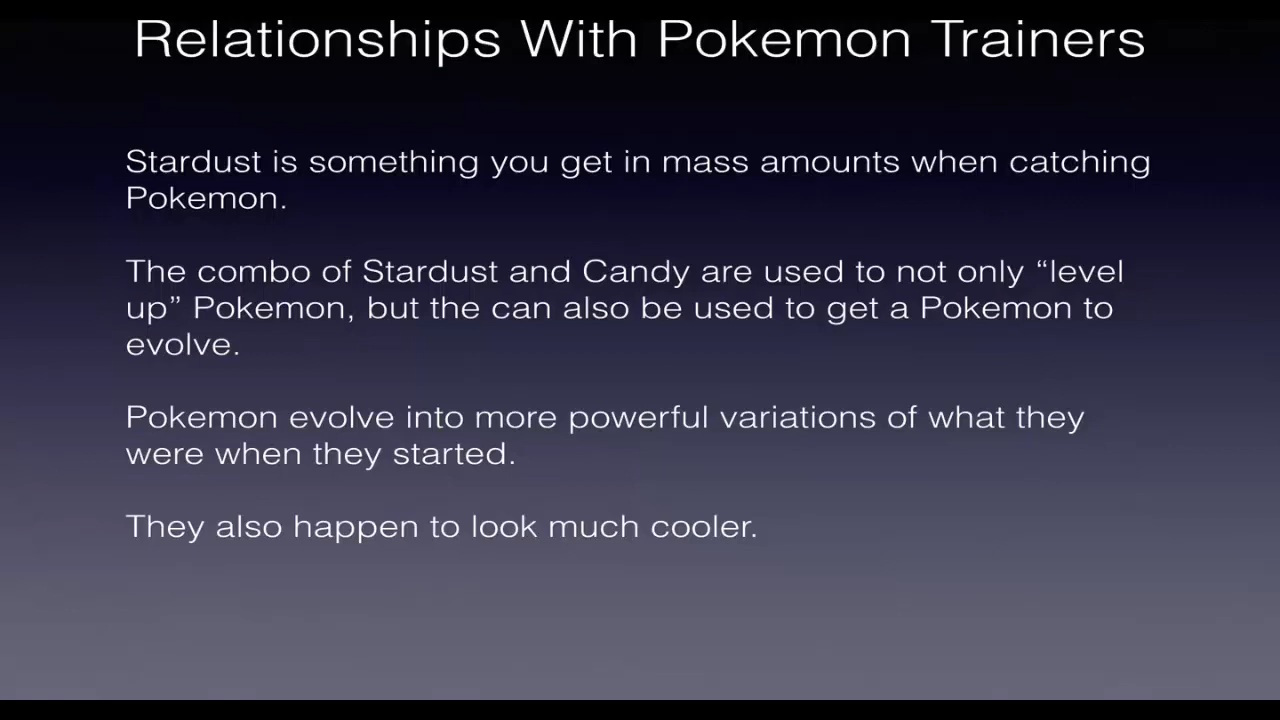 Relationships With Pokemon Trainers
Stardust is something you get in mass amounts when catching
Pokemon.
The combo of Stardust and Candy are used to not only “level
up” Pokemon, but the can also be used to get a Pokemon to
evolve.
Pokemon evolve into more powerful variations of what they
were when they started.
They also happen to look much cooler.